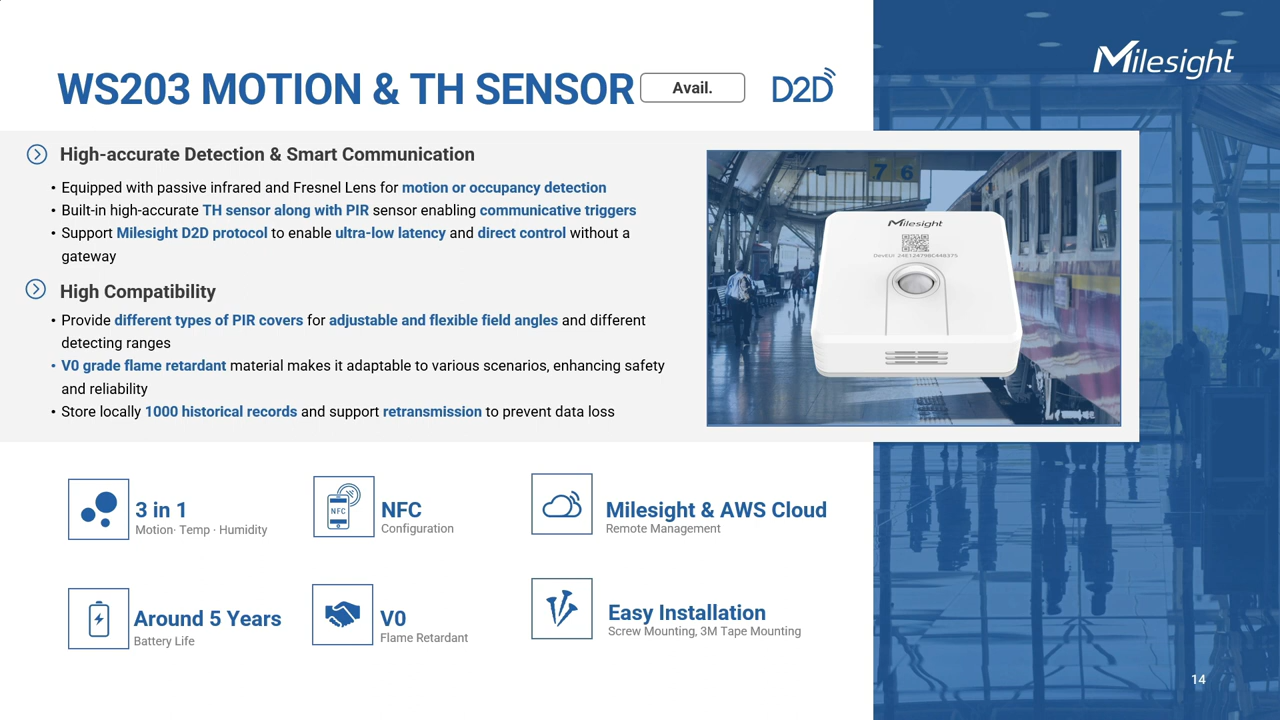 Milesight
WS203 MOTION & TH SENSOR
Avail.
D2D
High-accurate Detection & Smart Communication
• Equipped with passive infrared and Fresnel Lens for motion or occupancy detection
• Built-in high-accurate TH sensor along with PIR sensor enabling communicative triggers
• Support Milesight D2D protocol to enable ultra-low latency and direct control without a
gateway
High Compatibility
• Provide different types of PIR covers for adjustable and flexible field angles and different
detecting ranges
• V0 grade flame retardant material makes it adaptable to various scenarios, enhancing safety
and reliability
• Store locally 1000 historical records and support retransmission to prevent data loss
7 6
Milesight
DevEUI
3 in 1
Motion· Temp · Humidity
NFC
NFC
Configuration
Milesight & AWS Cloud
Remote Management
Around 5 Years
Battery Life
V0
Flame Retardant
Easy Installation
Screw Mounting, 3M Tape Mounting
14